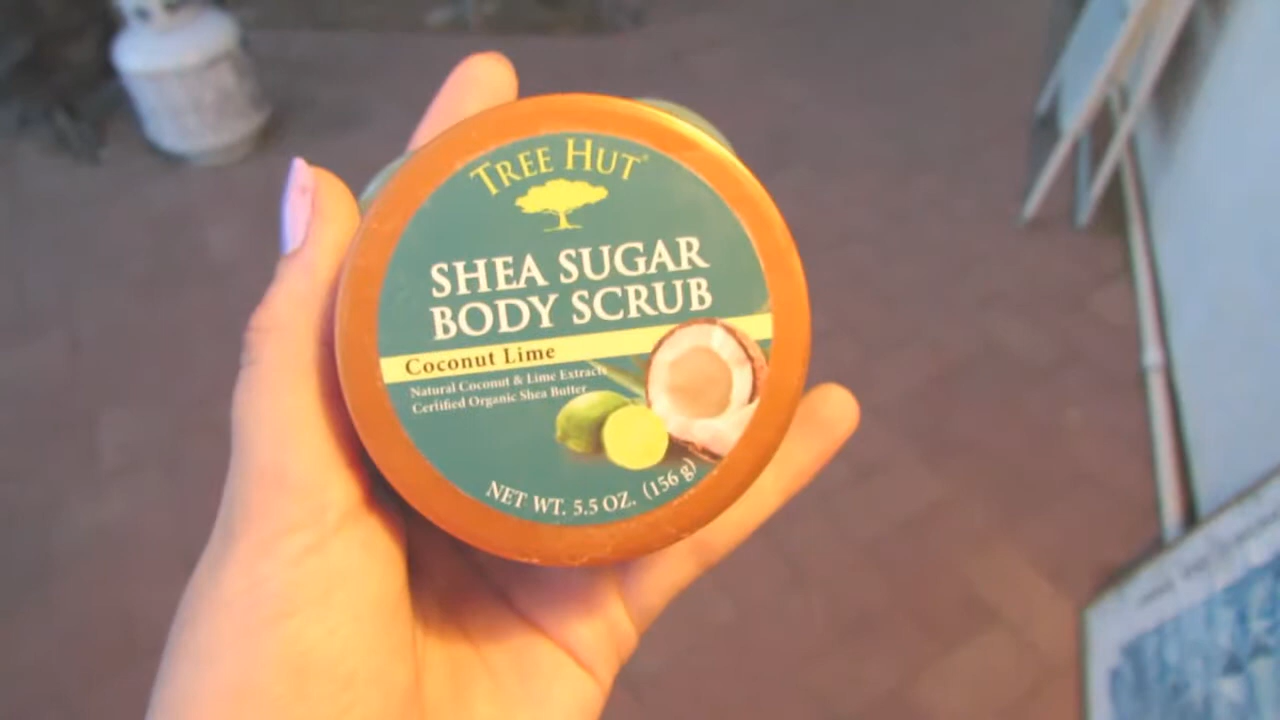 TREE HUT®
SHEA SUGAR
BODY SCRUB
Coconut Lime
Natural Coconut & Lime Extracts
Certified Organic Shea Butter
NET WT. 5.5 OZ. (156 g)